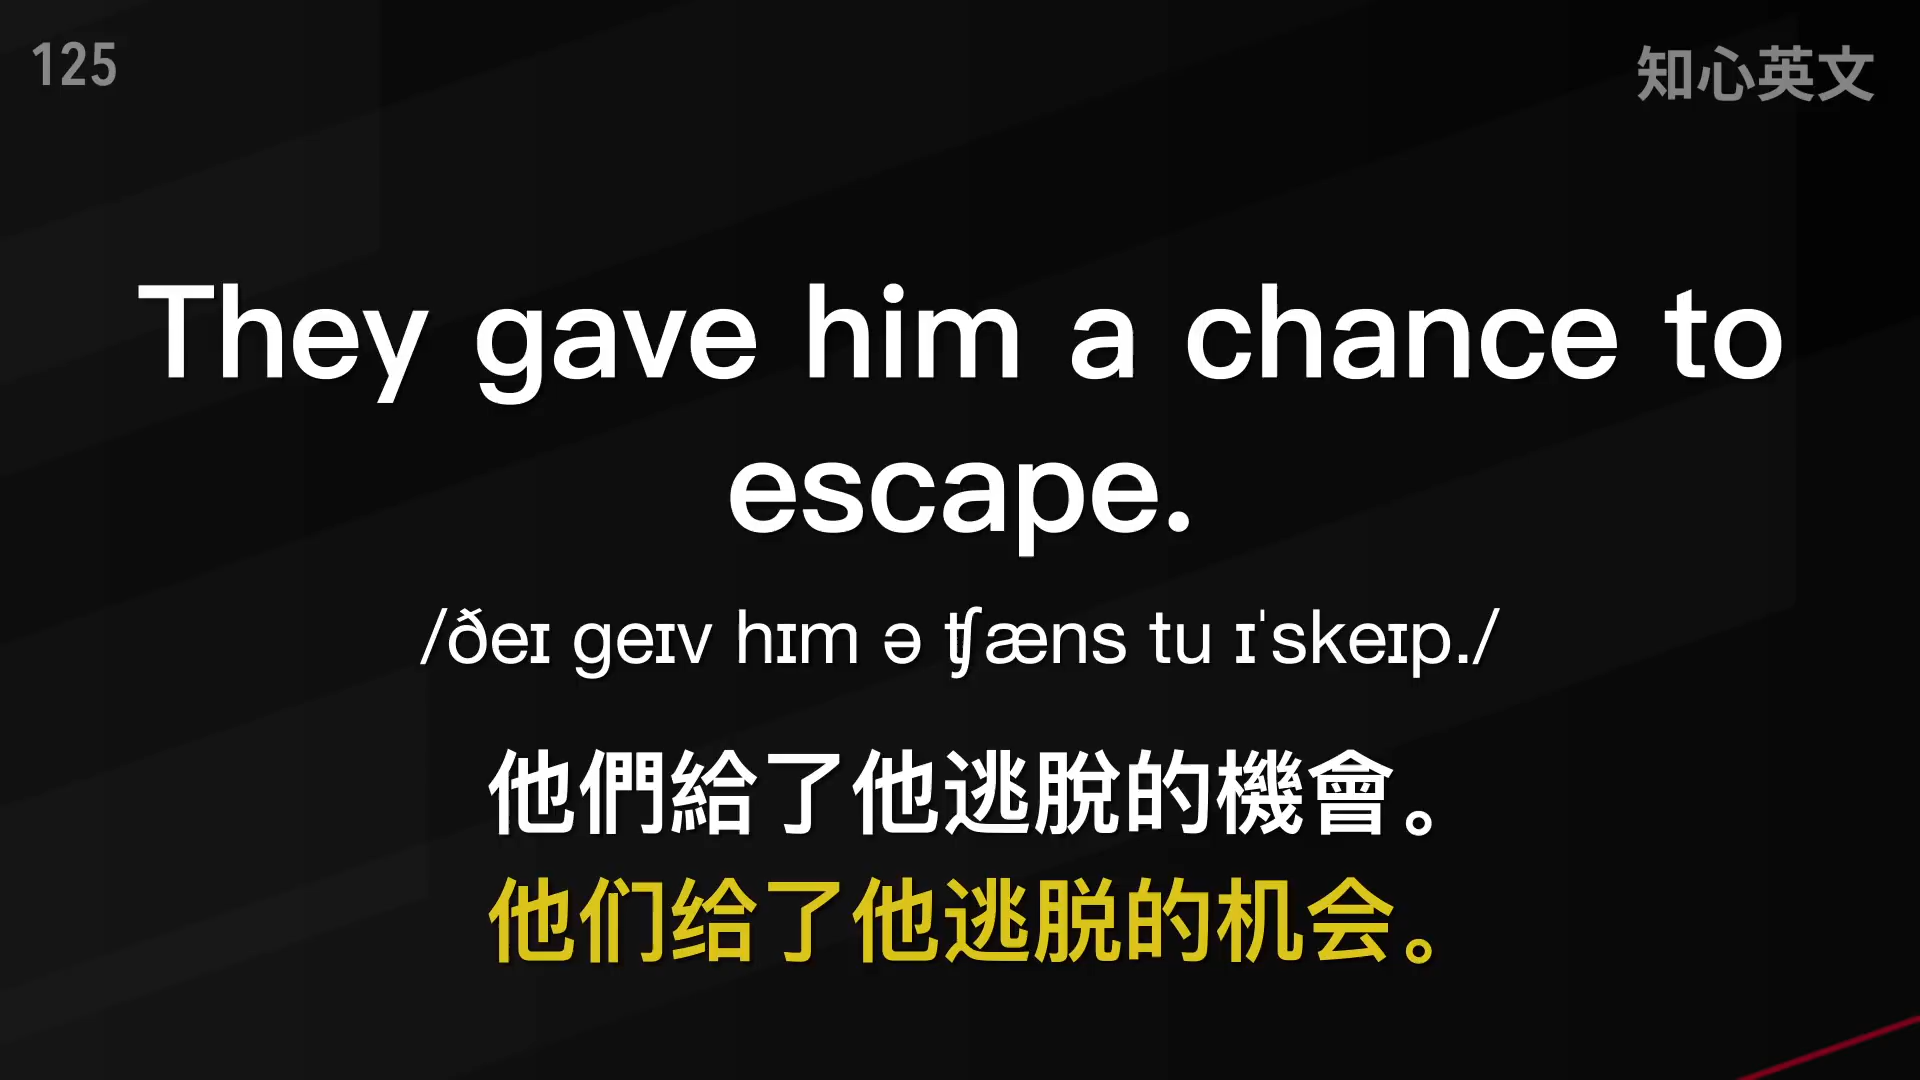 125
知心英文
They gave him a chance to
escape.
/ðeɪ ɡeɪv hɪm ə ʧæns tu ɪˈskeɪp./
他們給了他逃脫的機會。
他们给了他逃脱的机会。